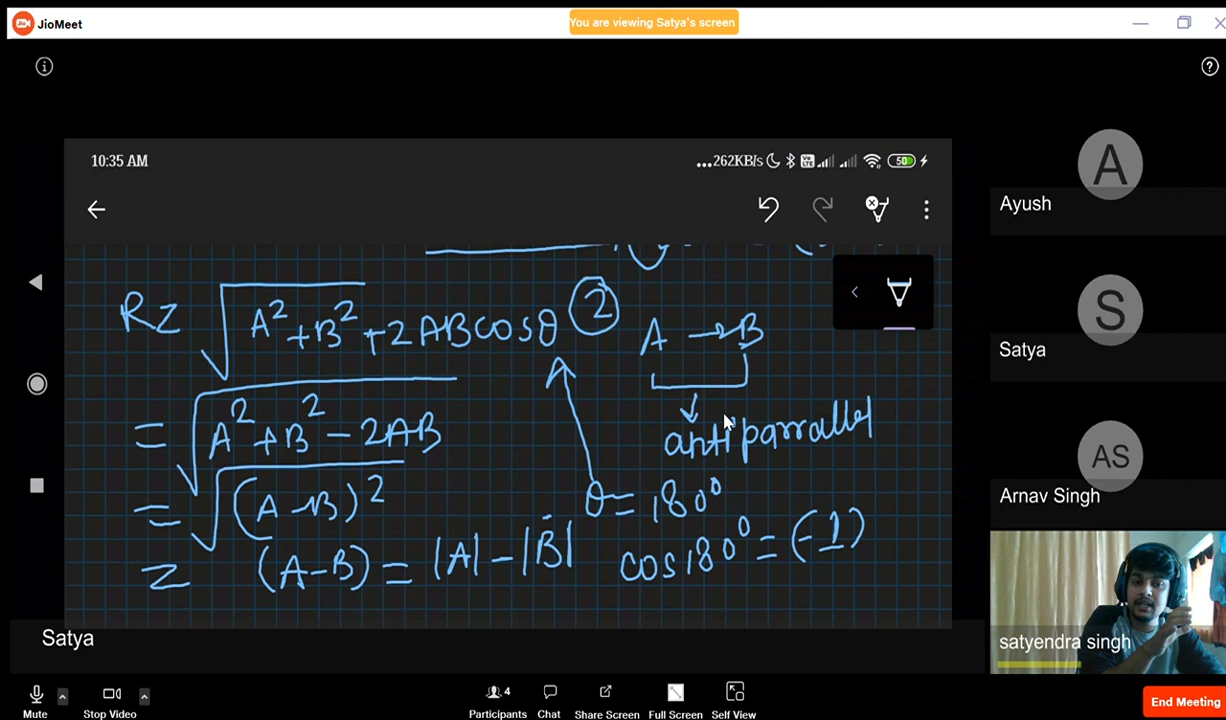 JioMeet
You are viewing Satya's screen
10:35 AM
...262KB/s 50
R = √A² + B² + 2ABcosθ ② A → B
= √A² + B² - 2AB antiparrallel
= √(A-B)² θ = 180°
= (A-B) = |A| - |B| cos180° = (-1)
Satya
A
Ayush
S
Satya
AS
Arnav Singh
satyendra singh
Mute
Stop Video
4
Participants
Chat
Share Screen
Full Screen
Self View
End Meeting